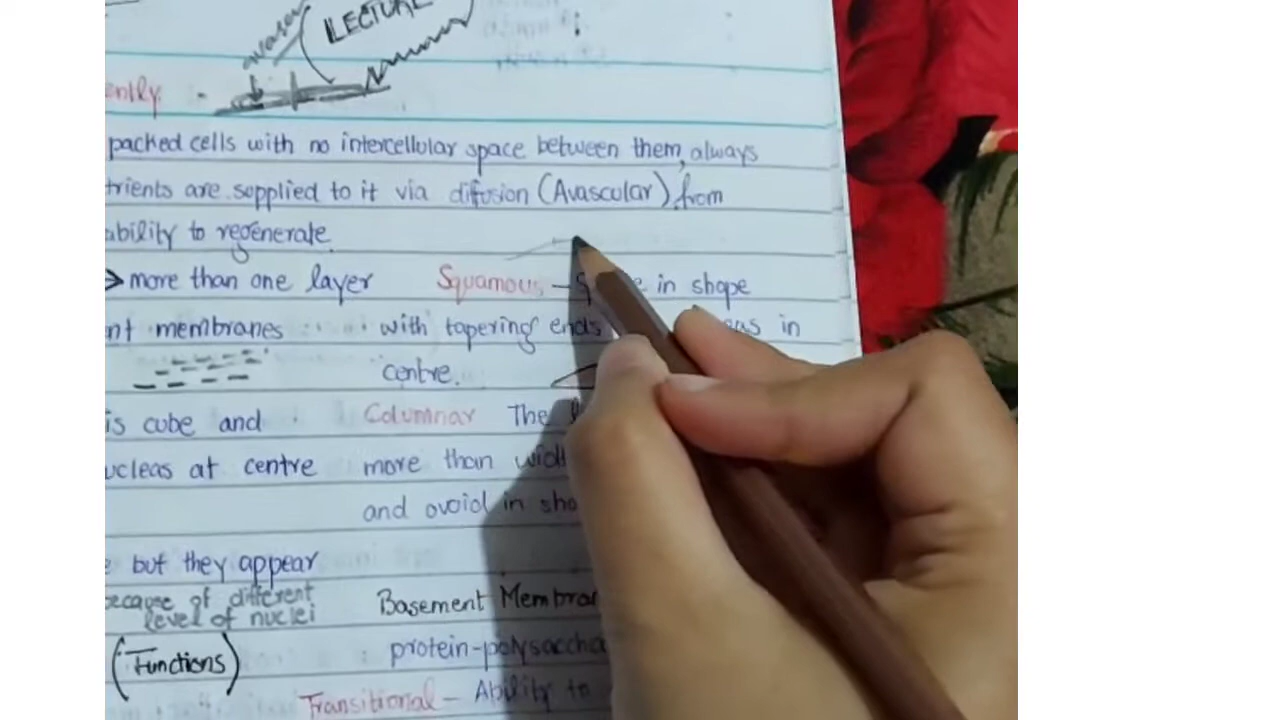 LECTURE
ently.
packed cells with no intercellular space between them, always
trients are supplied to it via diffusion (Avascular), from
ability to regenerate.
→ more than one layer Squamous - in shape
nt membranes with tapering ends in
centre.
is cube and Columnar The
ucleas at centre more than
and ovoid in
but they appear
because of different
level of nuclei Basement
(Functions) protein-
Transitional - Ability to